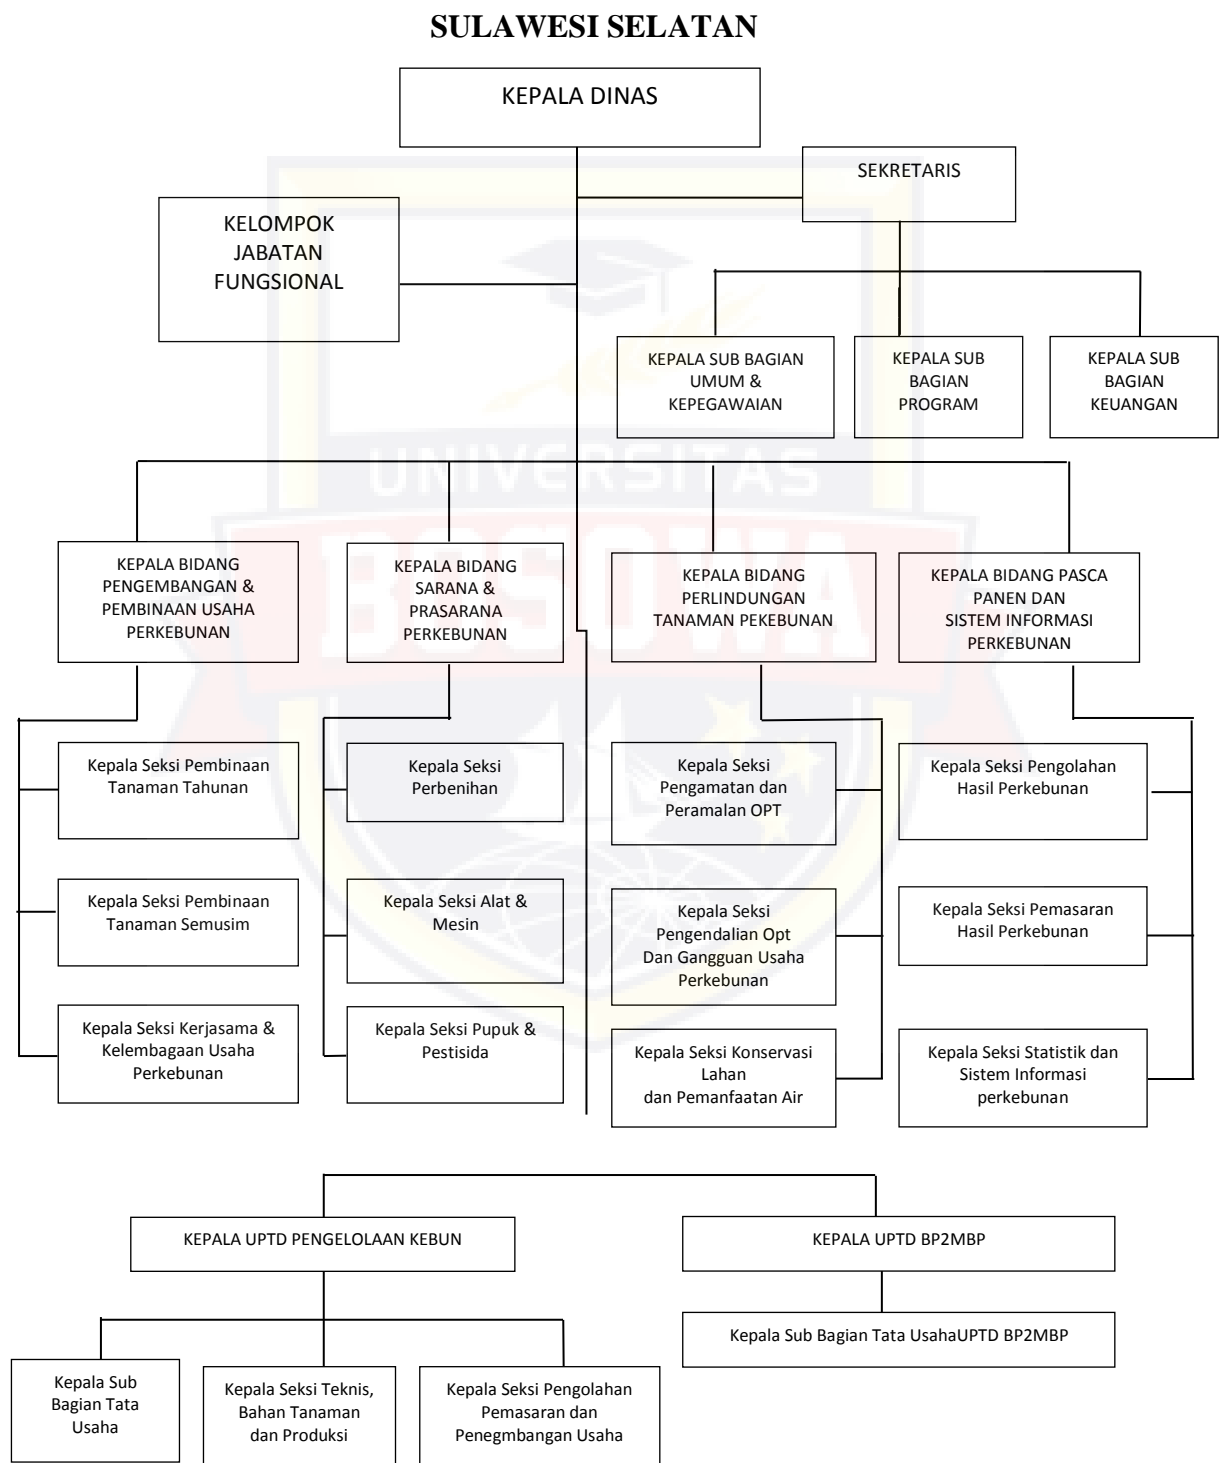 SULAWESI SELATAN
KEPALA DINAS
SEKRETARIS
KELOMPOK
JABATAN
FUNGSIONAL
KEPALA SUB BAGIAN
UMUM &
KEPEGAWAIAN
KEPALA SUB
BAGIAN
PROGRAM
KEPALA SUB
BAGIAN
KEUANGAN
UNIVERSITAS
BOSOWA
KEPALA BIDANG
PENGEMBANGAN &
PEMBINAAN USAHA
PERKEBUNAN
KEPALA BIDANG
SARANA &
PRASARANA
PERKEBUNAN
KEPALA BIDANG
PERLINDUNGAN
TANAMAN PEKEBUNAN
KEPALA BIDANG PASCA
PANEN DAN
SISTEM INFORMASI
PERKEBUNAN
Kepala Seksi Pembinaan
Tanaman Tahunan
Kepala Seksi
Perbenihan
Kepala Seksi
Pengamatan dan
Peramalan OPT
Kepala Seksi Pengolahan
Hasil Perkebunan
Kepala Seksi Pembinaan
Tanaman Semusim
Kepala Seksi Alat &
Mesin
Kepala Seksi
Pengendalian Opt
Dan Gangguan Usaha
Perkebunan
Kepala Seksi Pemasaran
Hasil Perkebunan
Kepala Seksi Kerjasama &
Kelembagaan Usaha
Perkebunan
Kepala Seksi Pupuk &
Pestisida
Kepala Seksi Konservasi
Lahan
dan Pemanfaatan Air
Kepala Seksi Statistik dan
Sistem Informasi
perkebunan
KEPALA UPTD PENGELOLAAN KEBUN
KEPALA UPTD BP2MBP
Kepala Sub Bagian Tata UsahaUPTD BP2MBP
Kepala Sub
Bagian Tata
Usaha
Kepala Seksi Teknis,
Bahan Tanaman
dan Produksi
Kepala Seksi Pengolahan
Pemasaran dan
Penegmbangan Usaha